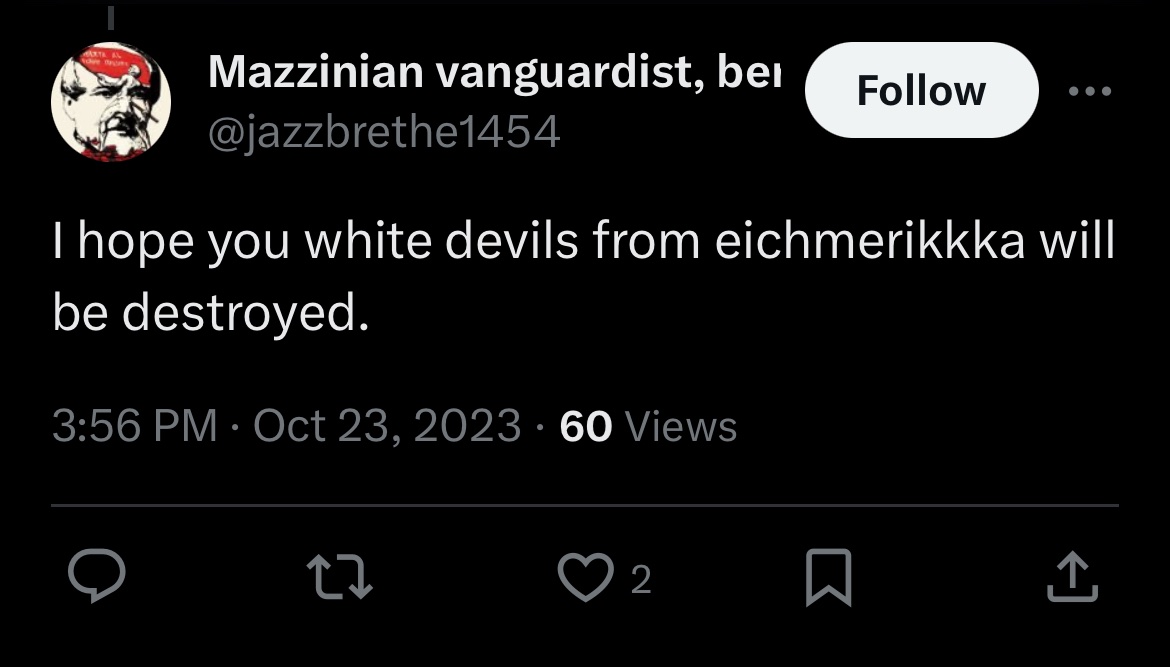 Mazzinian vanguardist, ber
Follow
@jazzbrethe1454
I hope you white devils from eichmerikkka will
be destroyed.
3:56 PM · Oct 23, 2023 · 60 Views
2